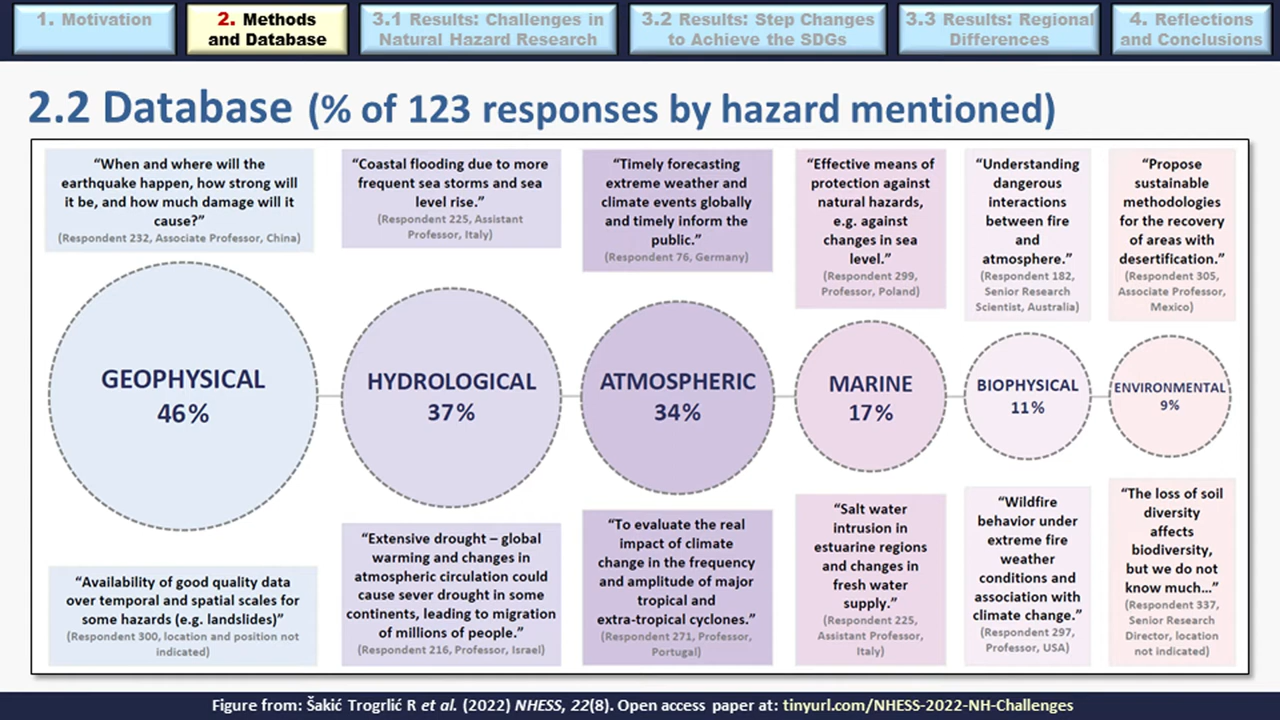 1. Motivation
2. Methods
and Database
3.1 Results: Challenges in
Natural Hazard Research
3.2 Results: Step Changes
to Achieve the SDGs
3.3 Results: Regional
Differences
4. Reflections
and Conclusions
2.2 Database (% of 123 responses by hazard mentioned)
“When and where will the
earthquake happen, how strong will
it be, and how much damage will it
cause?”
(Respondent 232, Associate Professor, China)
“Coastal flooding due to more
frequent sea storms and sea
level rise.”
(Respondent 225, Assistant
Professor, Italy)
“Timely forecasting
extreme weather and
climate events globally
and timely inform the
public.”
(Respondent 76, Germany)
“Effective means of
protection against
natural hazards,
e.g. against
changes in sea
level.”
(Respondent 299,
Professor, Poland)
“Understanding
dangerous
interactions
between fire
and
atmosphere.”
(Respondent 182,
Senior Research
Scientist, Australia)
“Propose
sustainable
methodologies
for the recovery
of areas with
desertification.”
(Respondent 305,
Associate Professor,
Mexico)
GEOPHYSICAL
46%
HYDROLOGICAL
37%
ATMOSPHERIC
34%
MARINE
17%
BIOPHYSICAL
11%
ENVIRONMENTAL
9%
“Availability of good quality data
over temporal and spatial scales for
some hazards (e.g. landslides)”
(Respondent 300, location and position not
indicated)
“Extensive drought – global
warming and changes in
atmospheric circulation could
cause sever drought in some
continents, leading to migration
of millions of people.”
(Respondent 216, Professor, Israel)
“To evaluate the real
impact of climate
change in the frequency
and amplitude of major
tropical and
extra-tropical cyclones.”
(Respondent 271, Professor,
Portugal)
“Salt water
intrusion in
estuarine regions
and changes in
fresh water
supply.”
(Respondent 225,
Assistant Professor,
Italy)
“Wildfire
behavior under
extreme fire
weather
conditions and
association with
climate change.”
(Respondent 297,
Professor, USA)
“The loss of soil
diversity
affects
biodiversity,
but we do not
know much…”
(Respondent 337,
Senior Research
Director, location
not indicated)
Figure from: Šakić Trogrlić R et al. (2022) NHESS, 22(8). Open access paper at: tinyurl.com/NHESS-2022-NH-Challenges